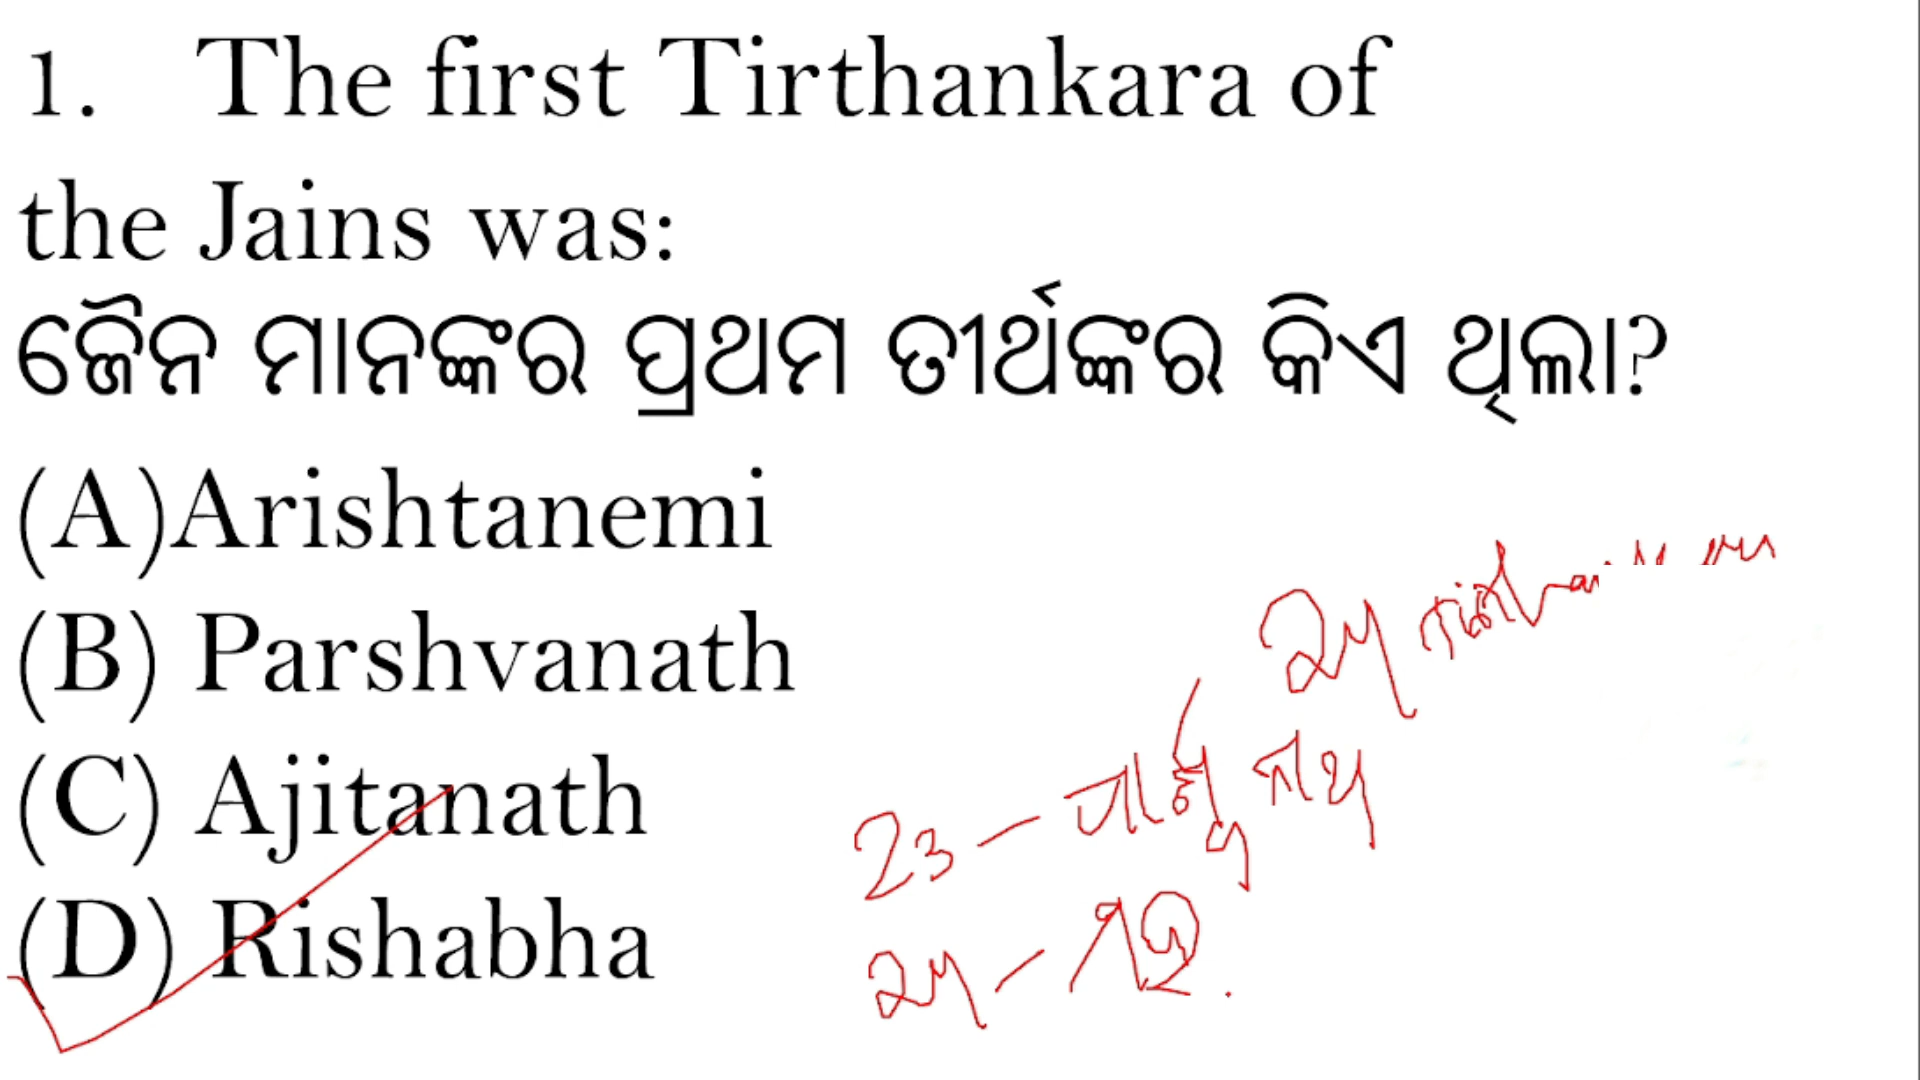 1. The first Tirthankara of
the Jains was:
ଜୈନ ମାନଙ୍କର ପ୍ରଥମ ତୀର୍ଥଙ୍କର କିଏ ଥିଲା?
(A)Arishtanemi
(B) Parshvanath
(C) Ajitanath
(D) Rishabha
24
23 –
24 –